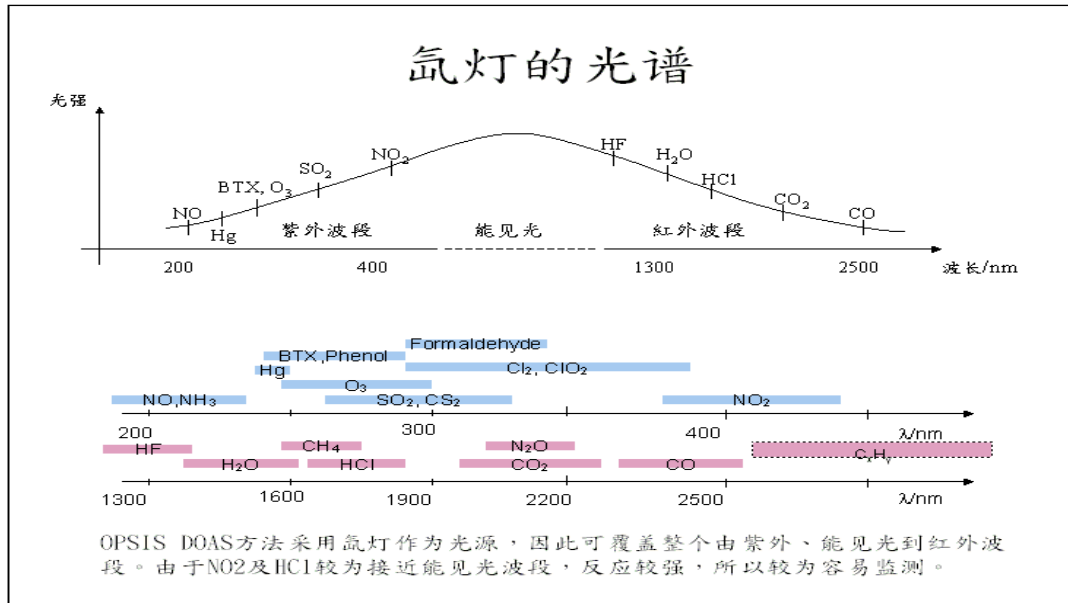 氙灯的光谱
光强
NO
Hg
BTX, O₃
SO₂
NO₂
HF
H₂O
HCl
CO₂
CO
紫外波段
能见光
紅外波段
200
400
1300
2500
波长/nm
Formaldehyde
BTX,Phenol
Hg
Cl₂, ClO₂
O₃
NO,NH₃
SO₂, CS₂
NO₂
200
300
400
λ/nm
HF
CH₄
N₂O
CₓHᵧ
H₂O
HCl
CO₂
CO
1300
1600
1900
2200
2500
λ/nm
OPSIS DOAS方法采用氙灯作为光源，因此可覆盖整个由紫外、能见光到红外波
段。由于NO2及HCl较为接近能见光波段，反应较强，所以较为容易监测。